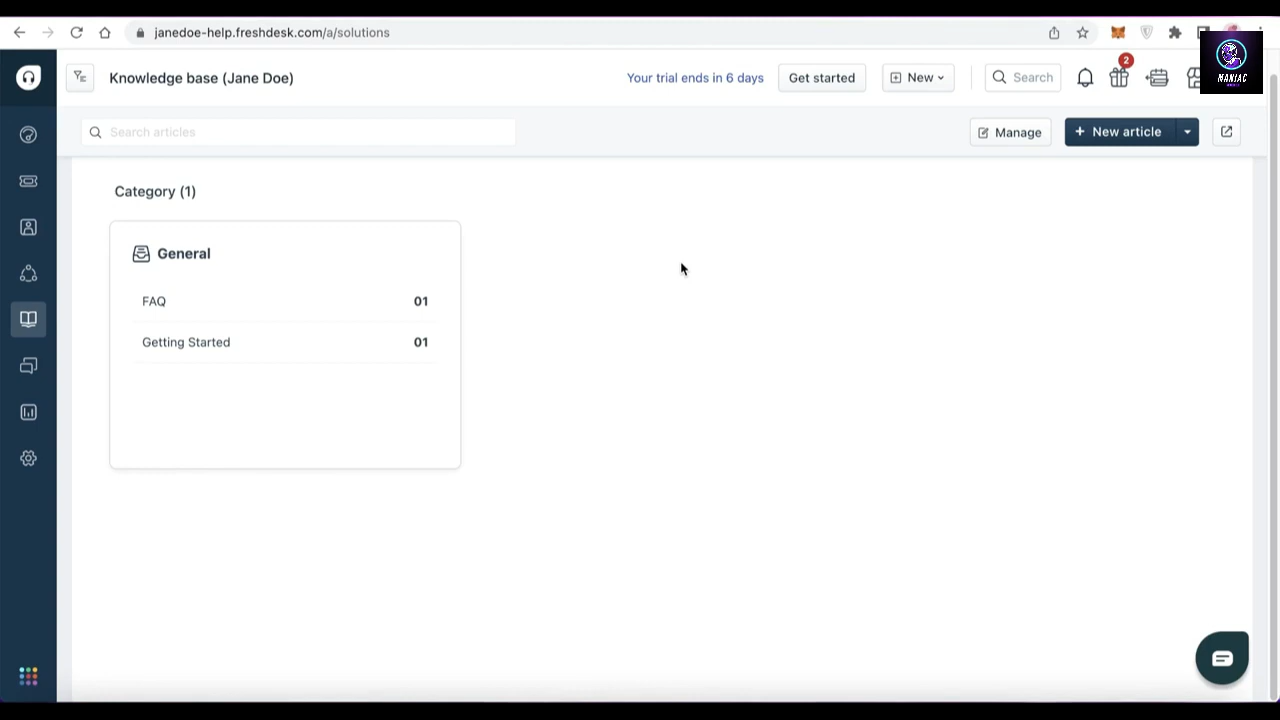 janedoe-help.freshdesk.com/a/solutions
Knowledge base (Jane Doe)
Your trial ends in 6 days
Get started
New
Search
2
MANIAC
Search articles
Manage
+ New article
Category (1)
General
FAQ 01
Getting Started 01